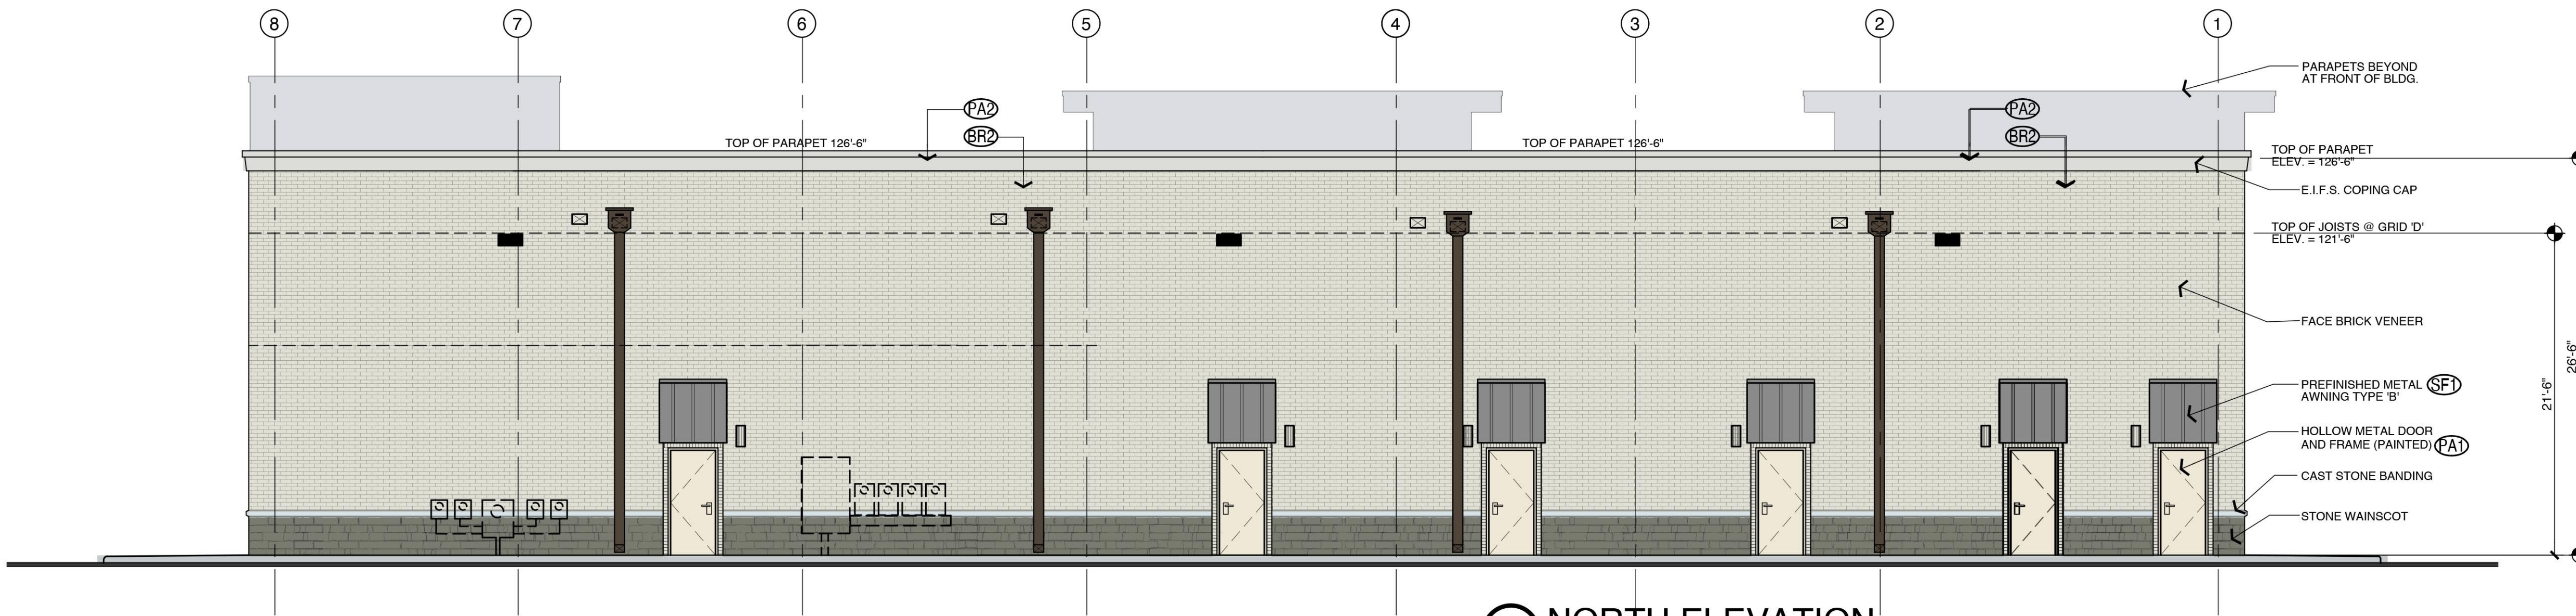 8
7
6
5
4
3
2
1
PARAPETS BEYOND
AT FRONT OF BLDG.
PA2
BR2
PA2
BR2
TOP OF PARAPET 126'-6"
TOP OF PARAPET 126'-6"
TOP OF PARAPET
ELEV. = 126'-6"
E.I.F.S. COPING CAP
TOP OF JOISTS @ GRID 'D'
ELEV. = 121'-6"
FACE BRICK VENEER
26'-6"
21'-6"
PREFINISHED METAL SF1
AWNING TYPE 'B'
HOLLOW METAL DOOR
AND FRAME (PAINTED) PA1
CAST STONE BANDING
STONE WAINSCOT
NORTH ELEVATION